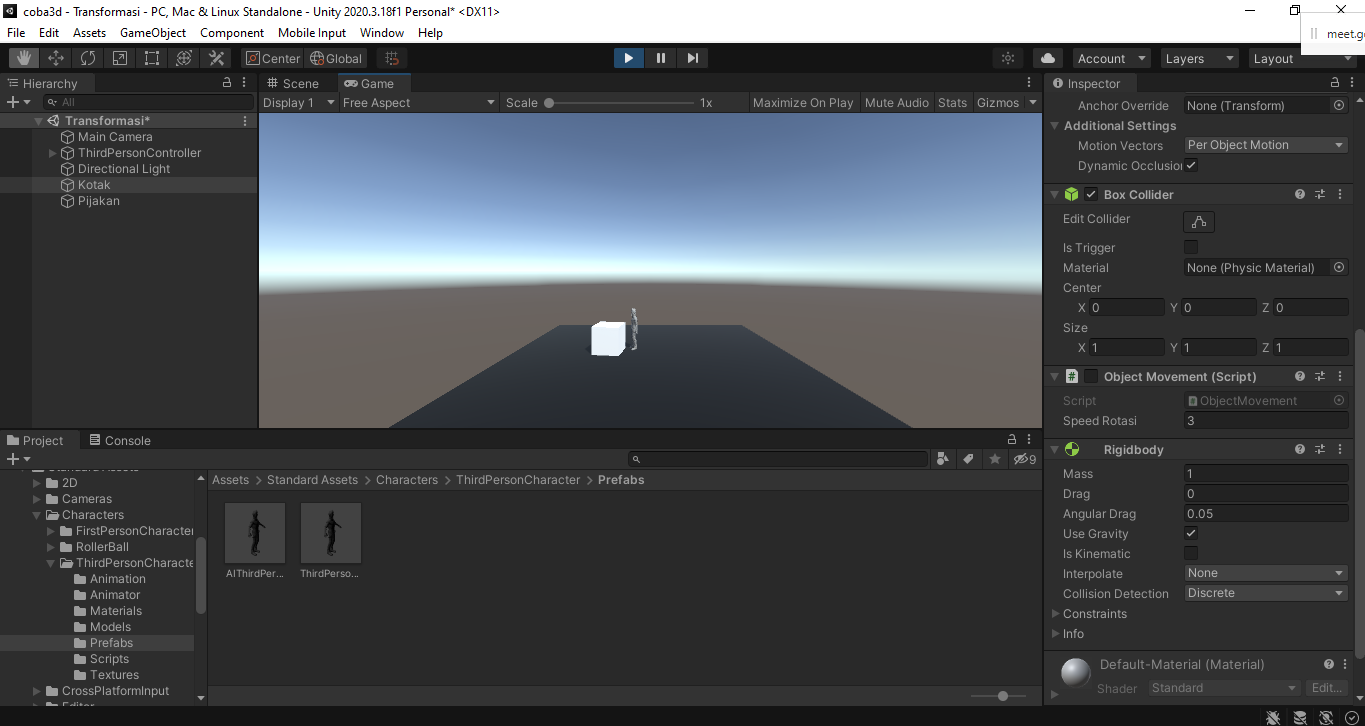 coba3d - Transformasi - PC, Mac & Linux Standalone - Unity 2020.3.18f1 Personal* <DX11>
meet.g
File Edit Assets GameObject Component Mobile Input Window Help
Center Global Account Layers Layout
Hierarchy
All
Transformasi*
Main Camera
ThirdPersonController
Directional Light
Kotak
Pijakan
Scene Game
Display 1 Free Aspect Scale 1x Maximize On Play Mute Audio Stats Gizmos
Inspector
Anchor Override None (Transform)
Additional Settings
Motion Vectors Per Object Motion
Dynamic Occlusion
Box Collider
Edit Collider
Is Trigger
Material None (Physic Material)
Center
X 0 Y 0 Z 0
Size
X 1 Y 1 Z 1
# Object Movement (Script)
Script ObjectMovement
Speed Rotasi 3
Rigidbody
Mass 1
Drag 0
Angular Drag 0.05
Use Gravity
Is Kinematic
Interpolate None
Collision Detection Discrete
Constraints
Info
Default-Material (Material)
Shader Standard Edit...
Project Console
9
2D
Cameras
Characters
FirstPersonCharacter
RollerBall
ThirdPersonCharacte
Animation
Animator
Materials
Models
Prefabs
Scripts
Textures
CrossPlatformInput
Assets > Standard Assets > Characters > ThirdPersonCharacter > Prefabs
AIThirdPer... ThirdPerso...